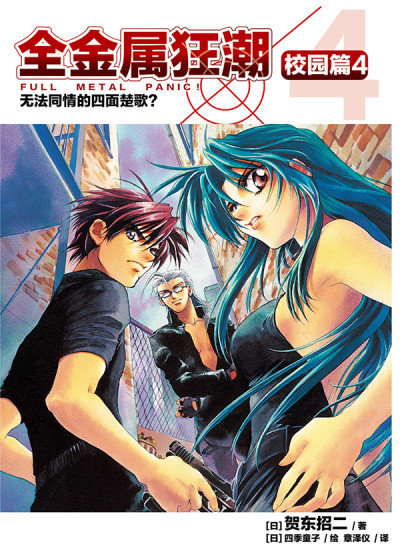 全金属狂潮
FULL METAL PANIC!
校园篇4
4
无法同情的四面楚歌?
[日] 贺东招二 / 著
[日] 四季童子 / 绘 章泽仪 / 译